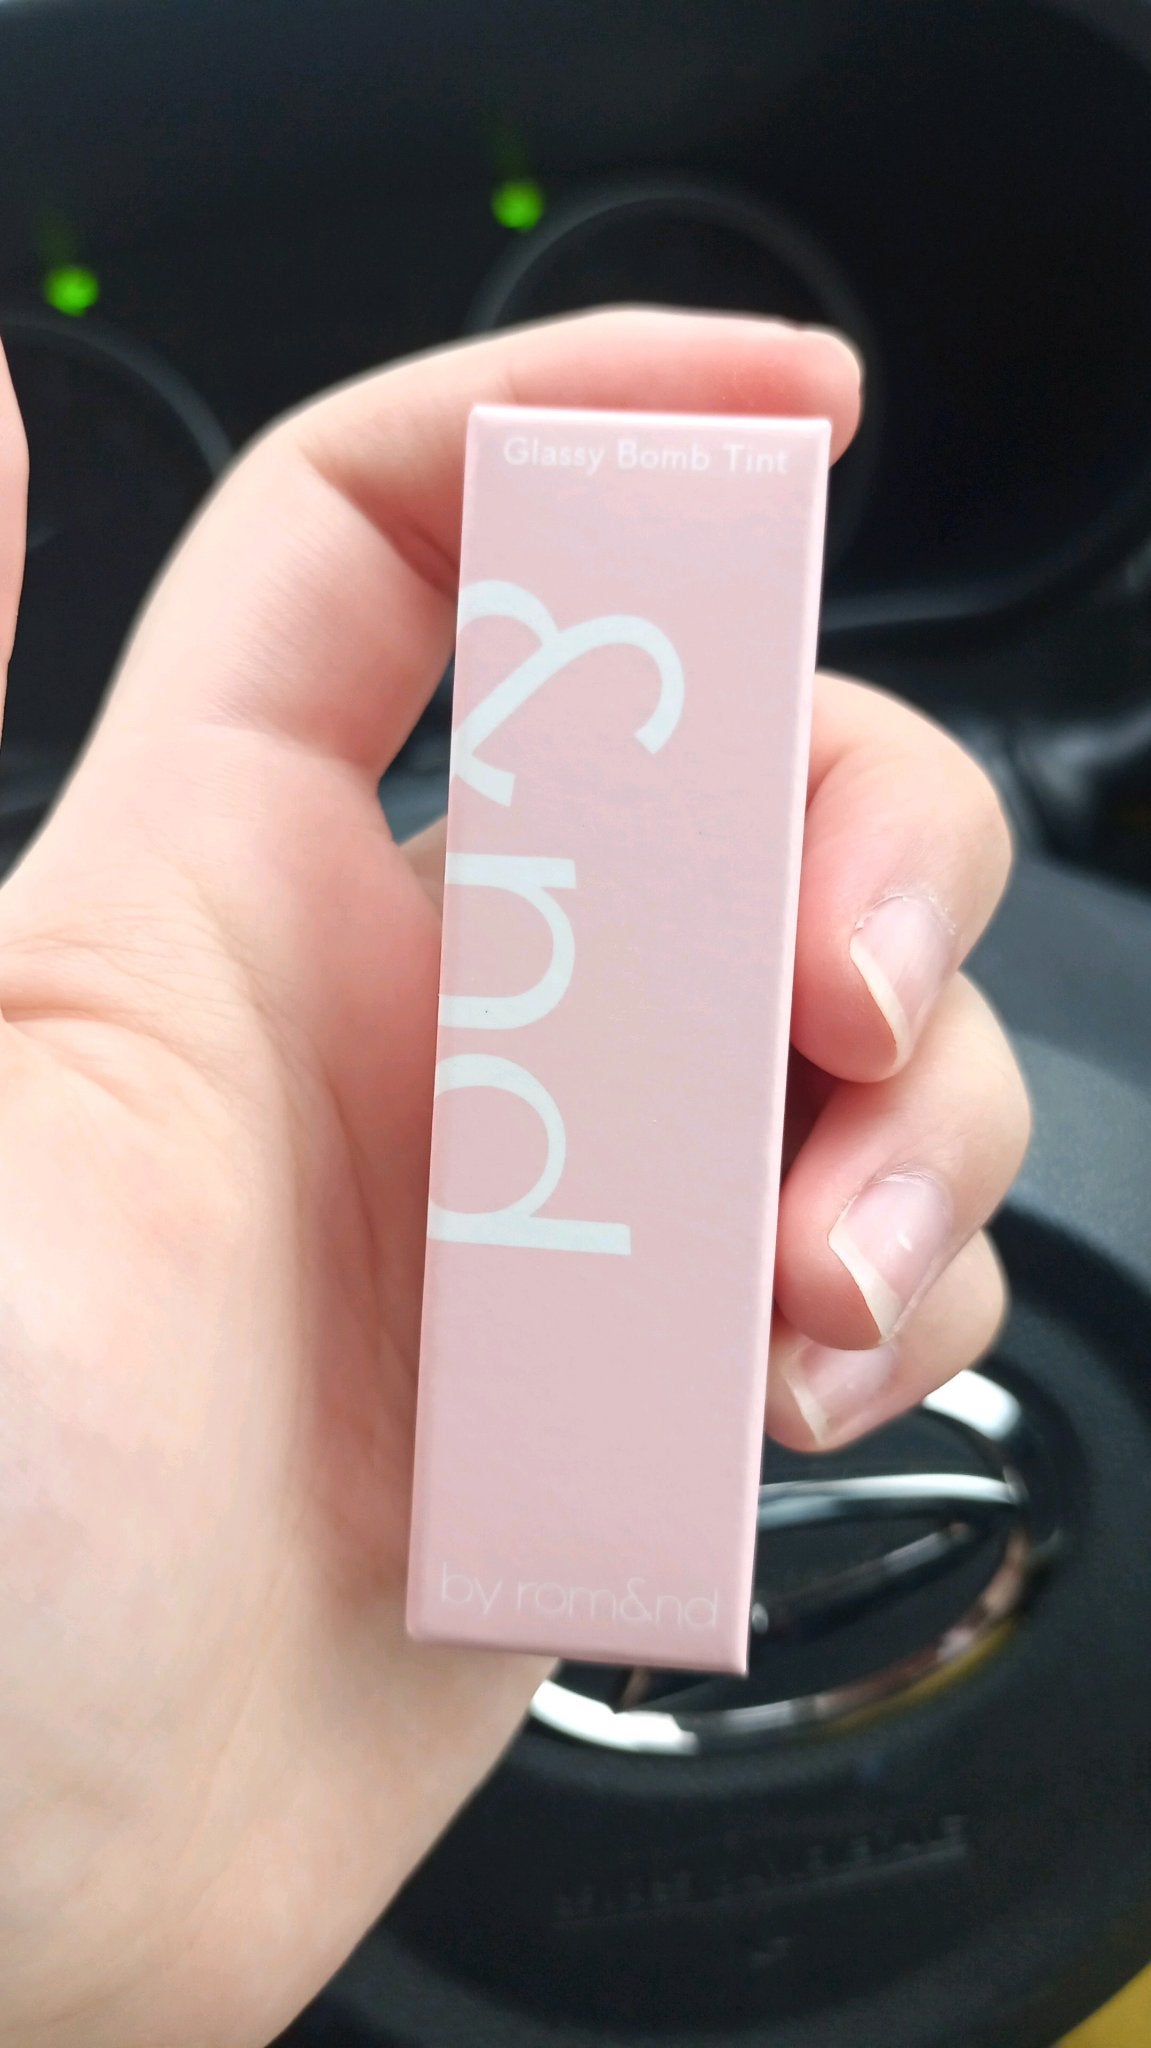 Glassy Bomb Tint
&nd
by rom&nd